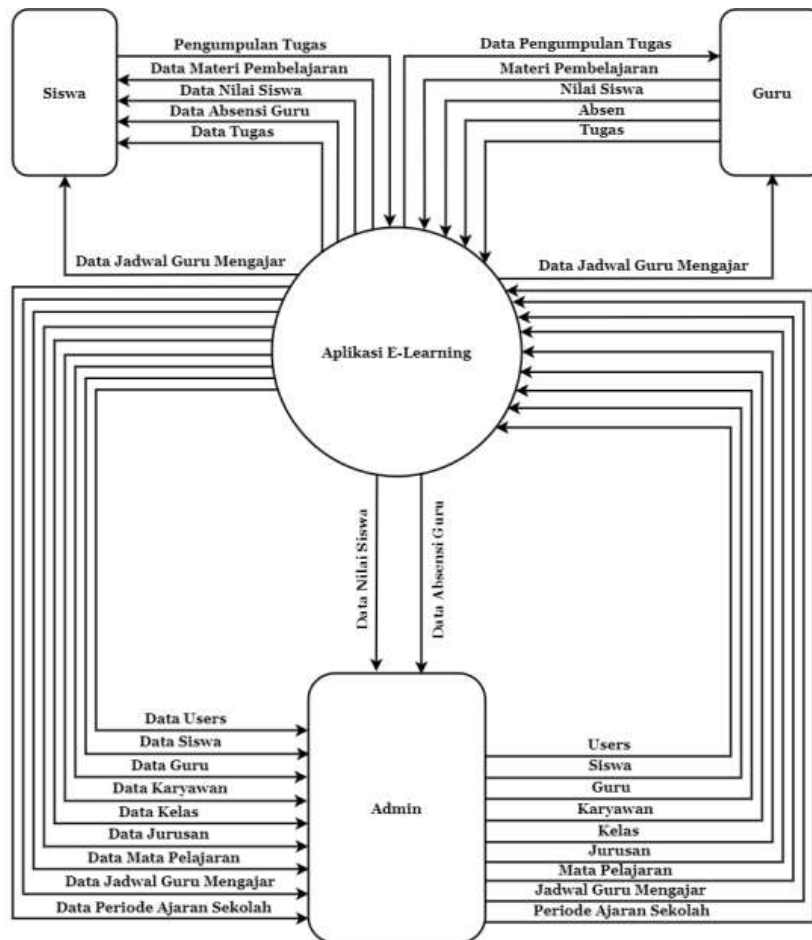 Siswa
Pengumpulan Tugas
Data Materi Pembelajaran
Data Nilai Siswa
Data Absensi Guru
Data Tugas
Data Jadwal Guru Mengajar
Data Pengumpulan Tugas
Materi Pembelajaran
Nilai Siswa
Absen
Tugas
Guru
Data Jadwal Guru Mengajar
Aplikasi E-Learning
Data Nilai Siswa
Data Absensi Guru
Data Users
Data Siswa
Data Guru
Data Karyawan
Data Kelas
Data Jurusan
Data Mata Pelajaran
Data Jadwal Guru Mengajar
Data Periode Ajaran Sekolah
Admin
Users
Siswa
Guru
Karyawan
Kelas
Jurusan
Mata Pelajaran
Jadwal Guru Mengajar
Periode Ajaran Sekolah